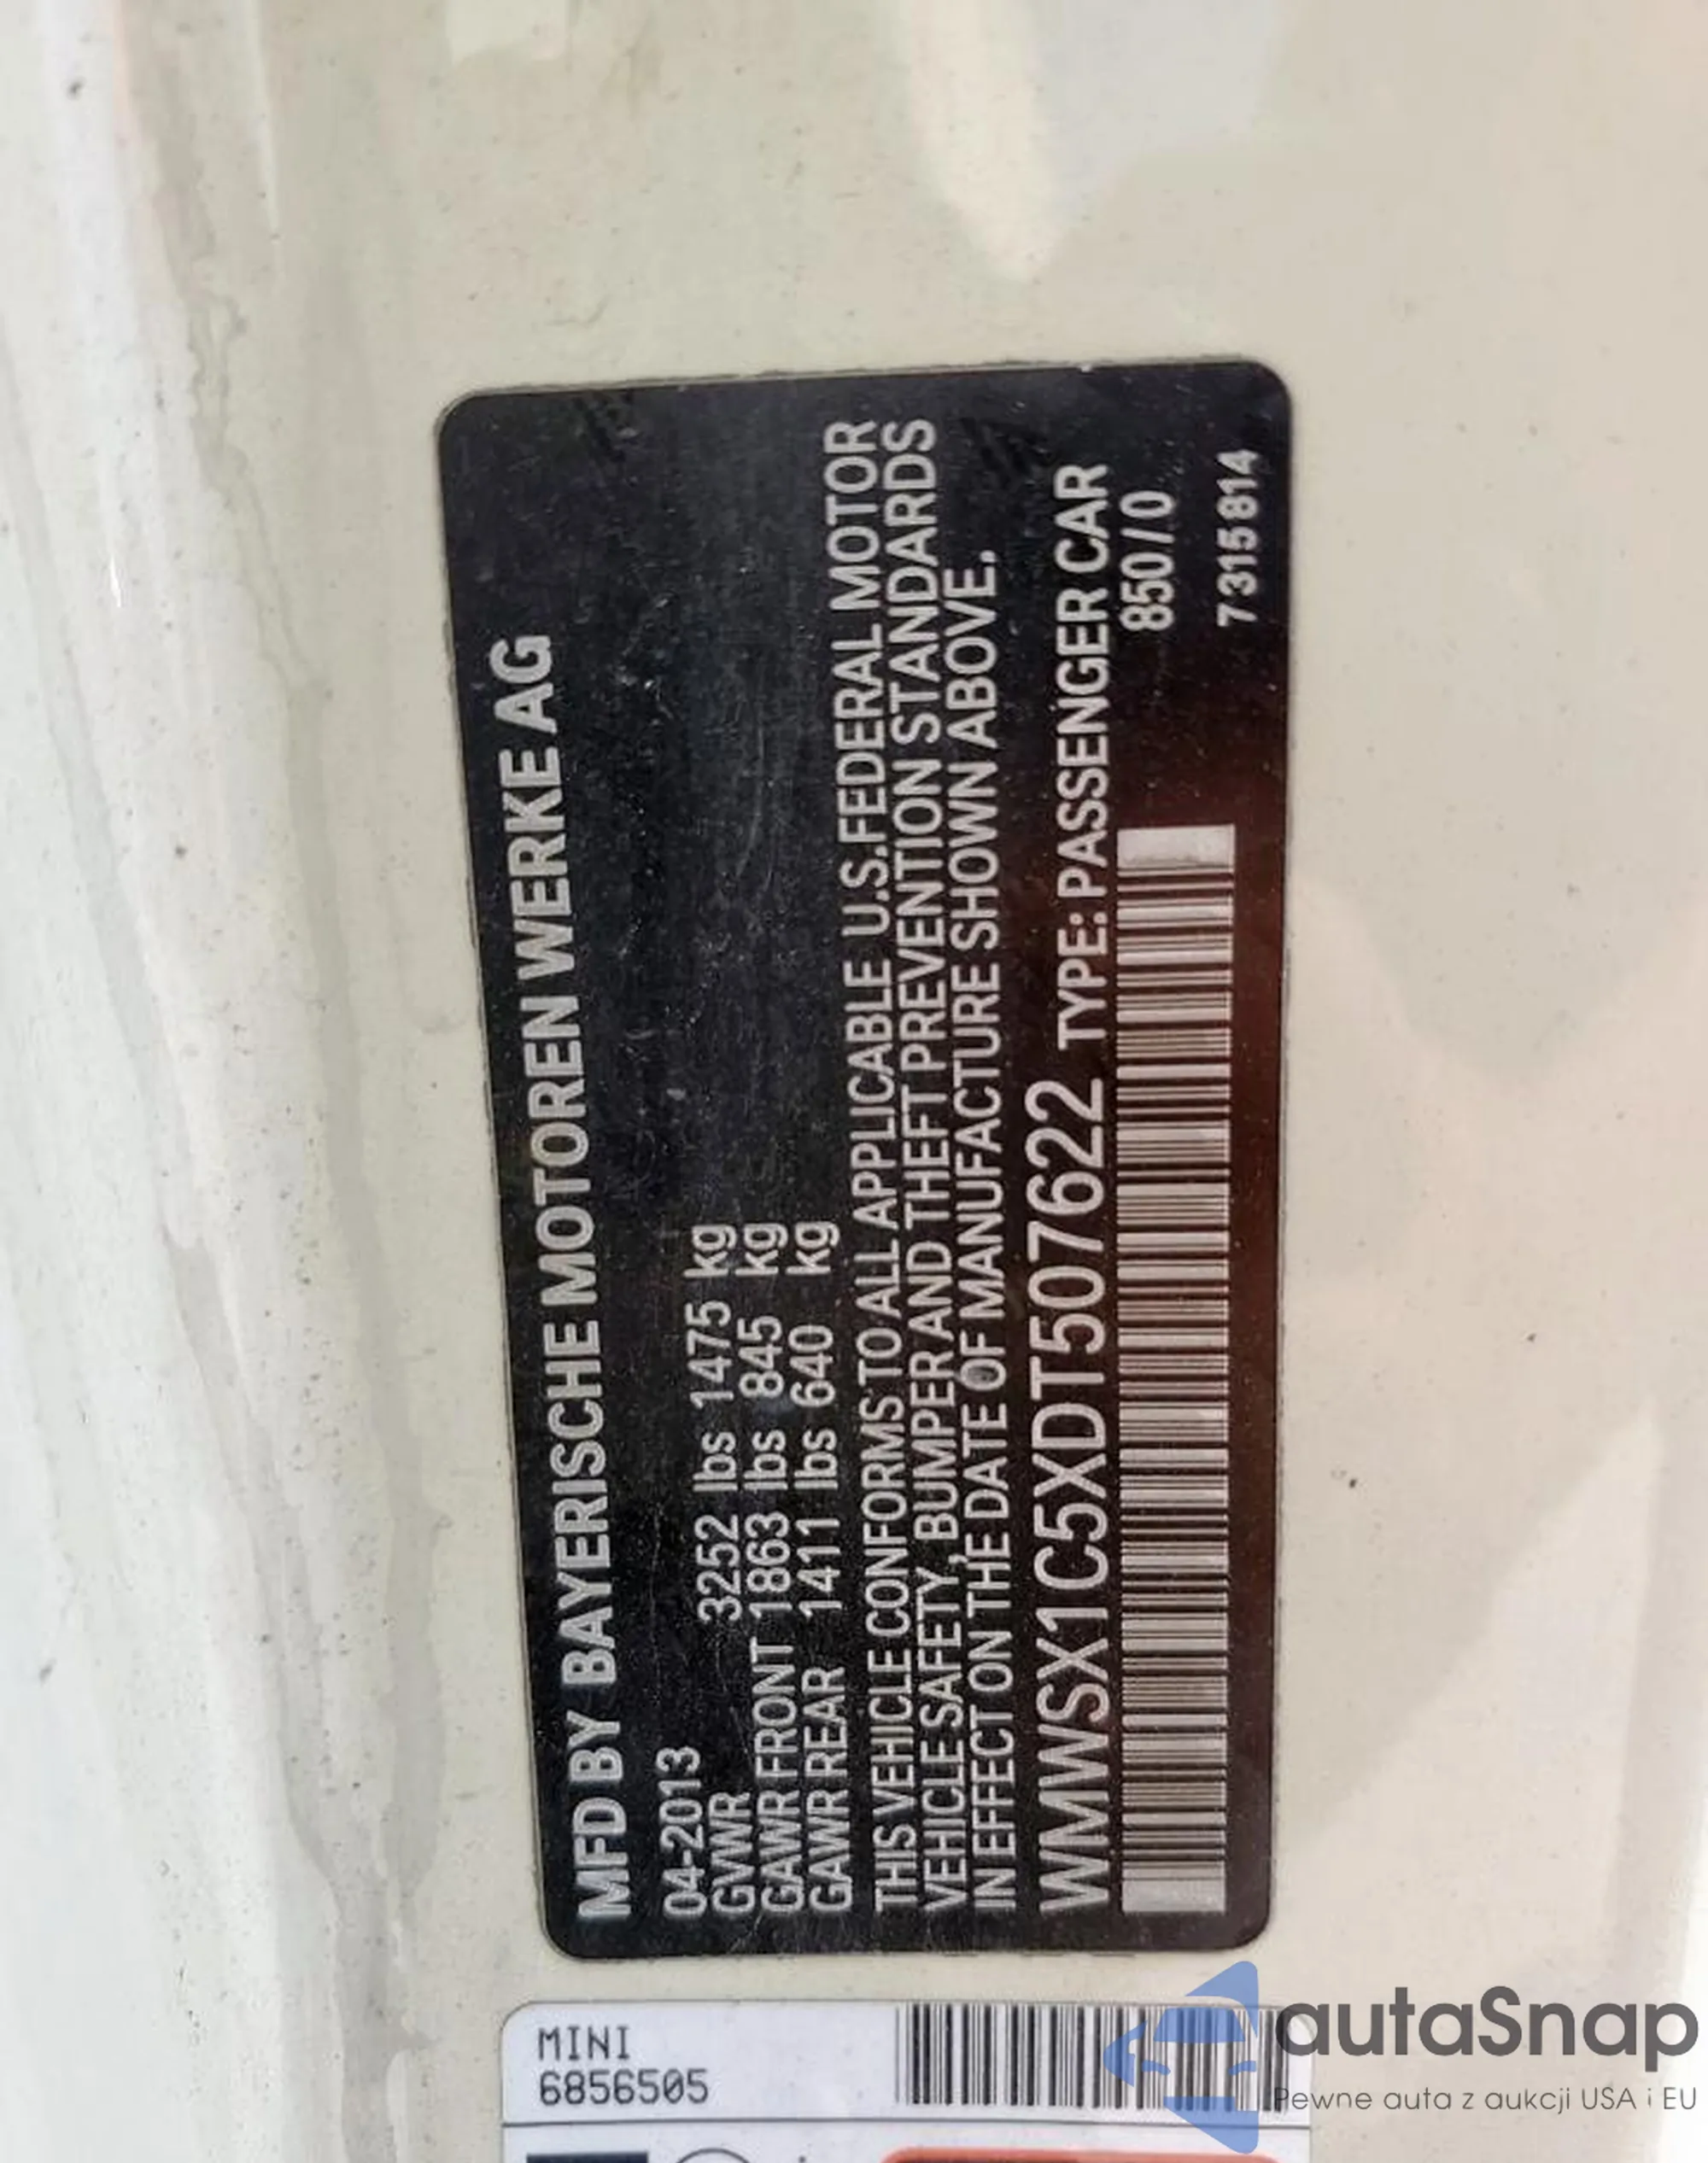 MFD BY BAYERISCHE MOTOREN WERKE AG
04-2013
GVWR 3252 lbs 1475 kg
GAWR FRONT 1863 lbs 845 kg
GAWR REAR 1411 lbs 640 kg
THIS VEHICLE CONFORMS TO ALL APPLICABLE U.S.FEDERAL MOTOR
VEHICLE SAFETY, BUMPER AND THEFT PREVENTION STANDARDS
IN EFFECT ON THE DATE OF MANUFACTURE SHOWN ABOVE.
WMWSX1C5XDT507622 TYPE: PASSENGER CAR
850 / 0
7315814
MINI
6856505
autaSnap
Pewne auta z aukcji USA i EU